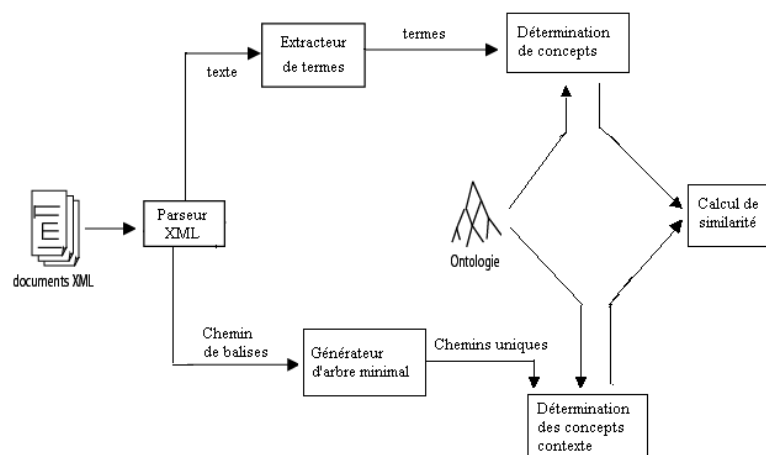 Extracteur
de termes
termes
Détermination
de concepts
texte
Parseur
XML
documents XML
Ontologie
Calcul de
similarité
Chemin
de balises
Générateur
d'arbre minimal
Chemins uniques
Détermination
des concepts
contexte